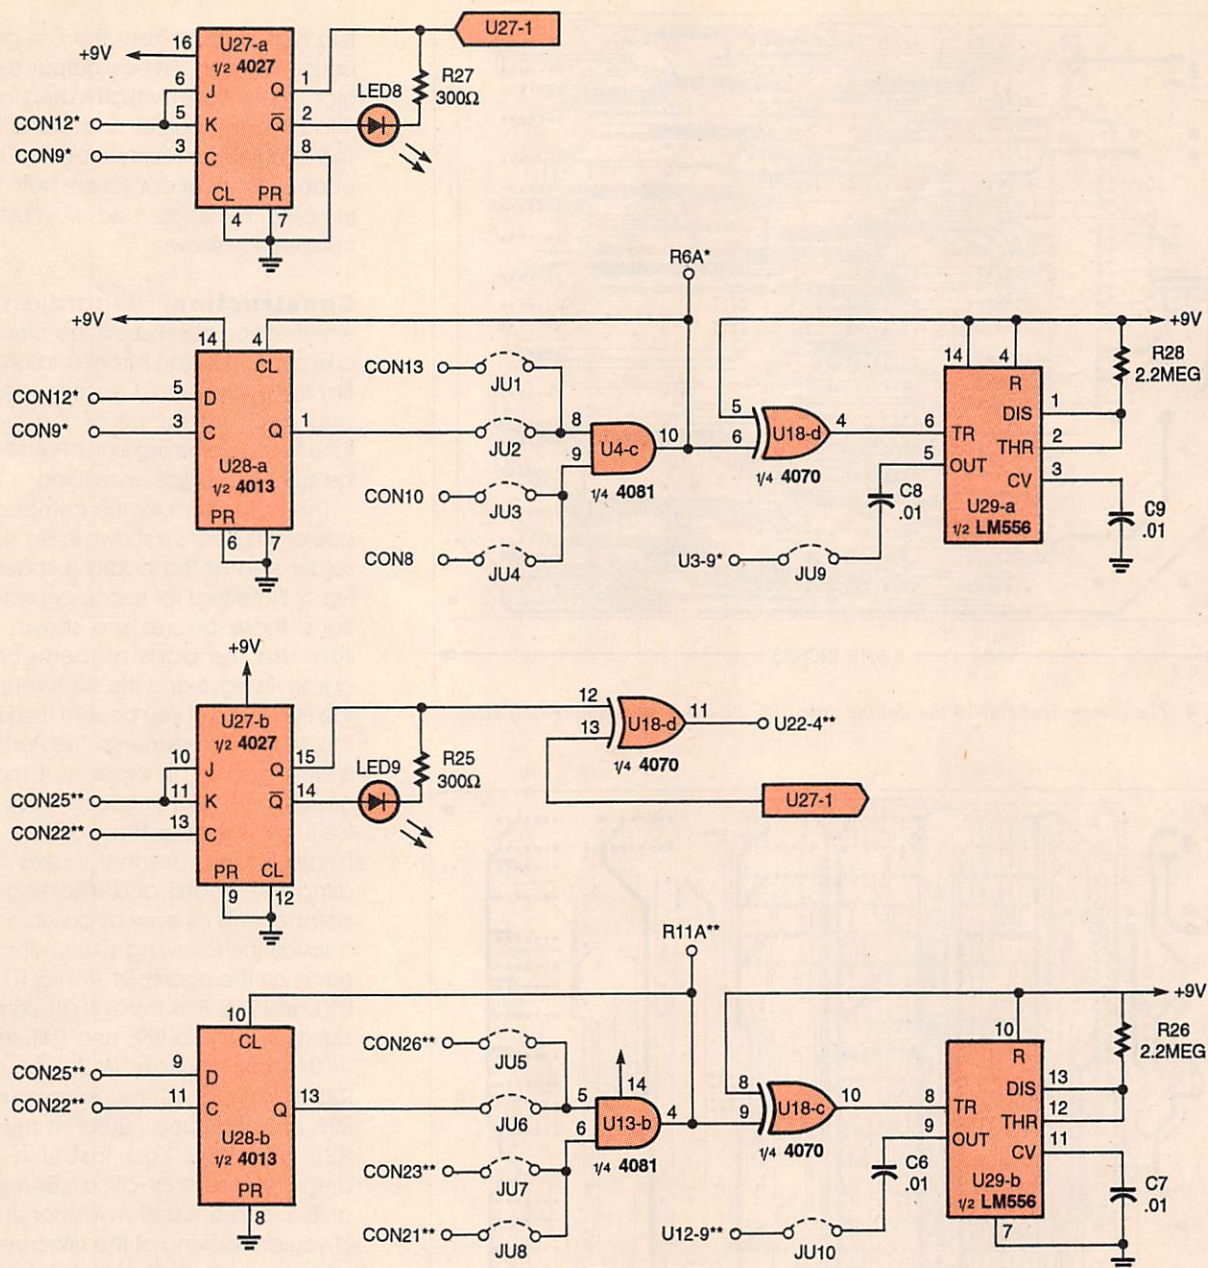 U27-a
½ 4027
+9V
16
6
J
5
K
3
C
CL
PR
4
7
Q
1
Q̅
2
8
CON12*
CON9*
LED8
R27
300Ω
U27-1
+9V
14
4
CL
CON12*
5
D
CON9*
3
C
Q
1
U28-a
½ 4013
PR
6
7
CON13
JU1
JU2
CON10
JU3
CON8
JU4
8
9
U4-c
10
¼ 4081
R6A*
5
6
U18-d
4
¼ 4070
+9V
14
4
R
R28
2.2MEG
DIS
1
6
TR
THR
2
5
OUT
CV
3
U29-a
½ LM556
C8
.01
C9
.01
U3-9*
JU9
+9V
U27-b
½ 4027
10
J
Q
15
CON25**
11
K
Q̅
14
CON22**
13
C
PR
CL
9
12
LED9
R25
300Ω
12
13
U18-d
11
U22-4**
¼ 4070
U27-1
10
CL
CON25**
9
D
CON22**
11
C
Q
13
U28-b
½ 4013
PR
8
CON26**
JU5
JU6
CON23**
JU7
CON21**
JU8
5
6
14
U13-b
4
¼ 4081
R11A**
8
9
U18-c
10
¼ 4070
+9V
10
R
R26
2.2MEG
DIS
13
8
TR
THR
12
9
OUT
CV
11
U29-b
½ LM556
7
C6
.01
C7
.01
U12-9**
JU10